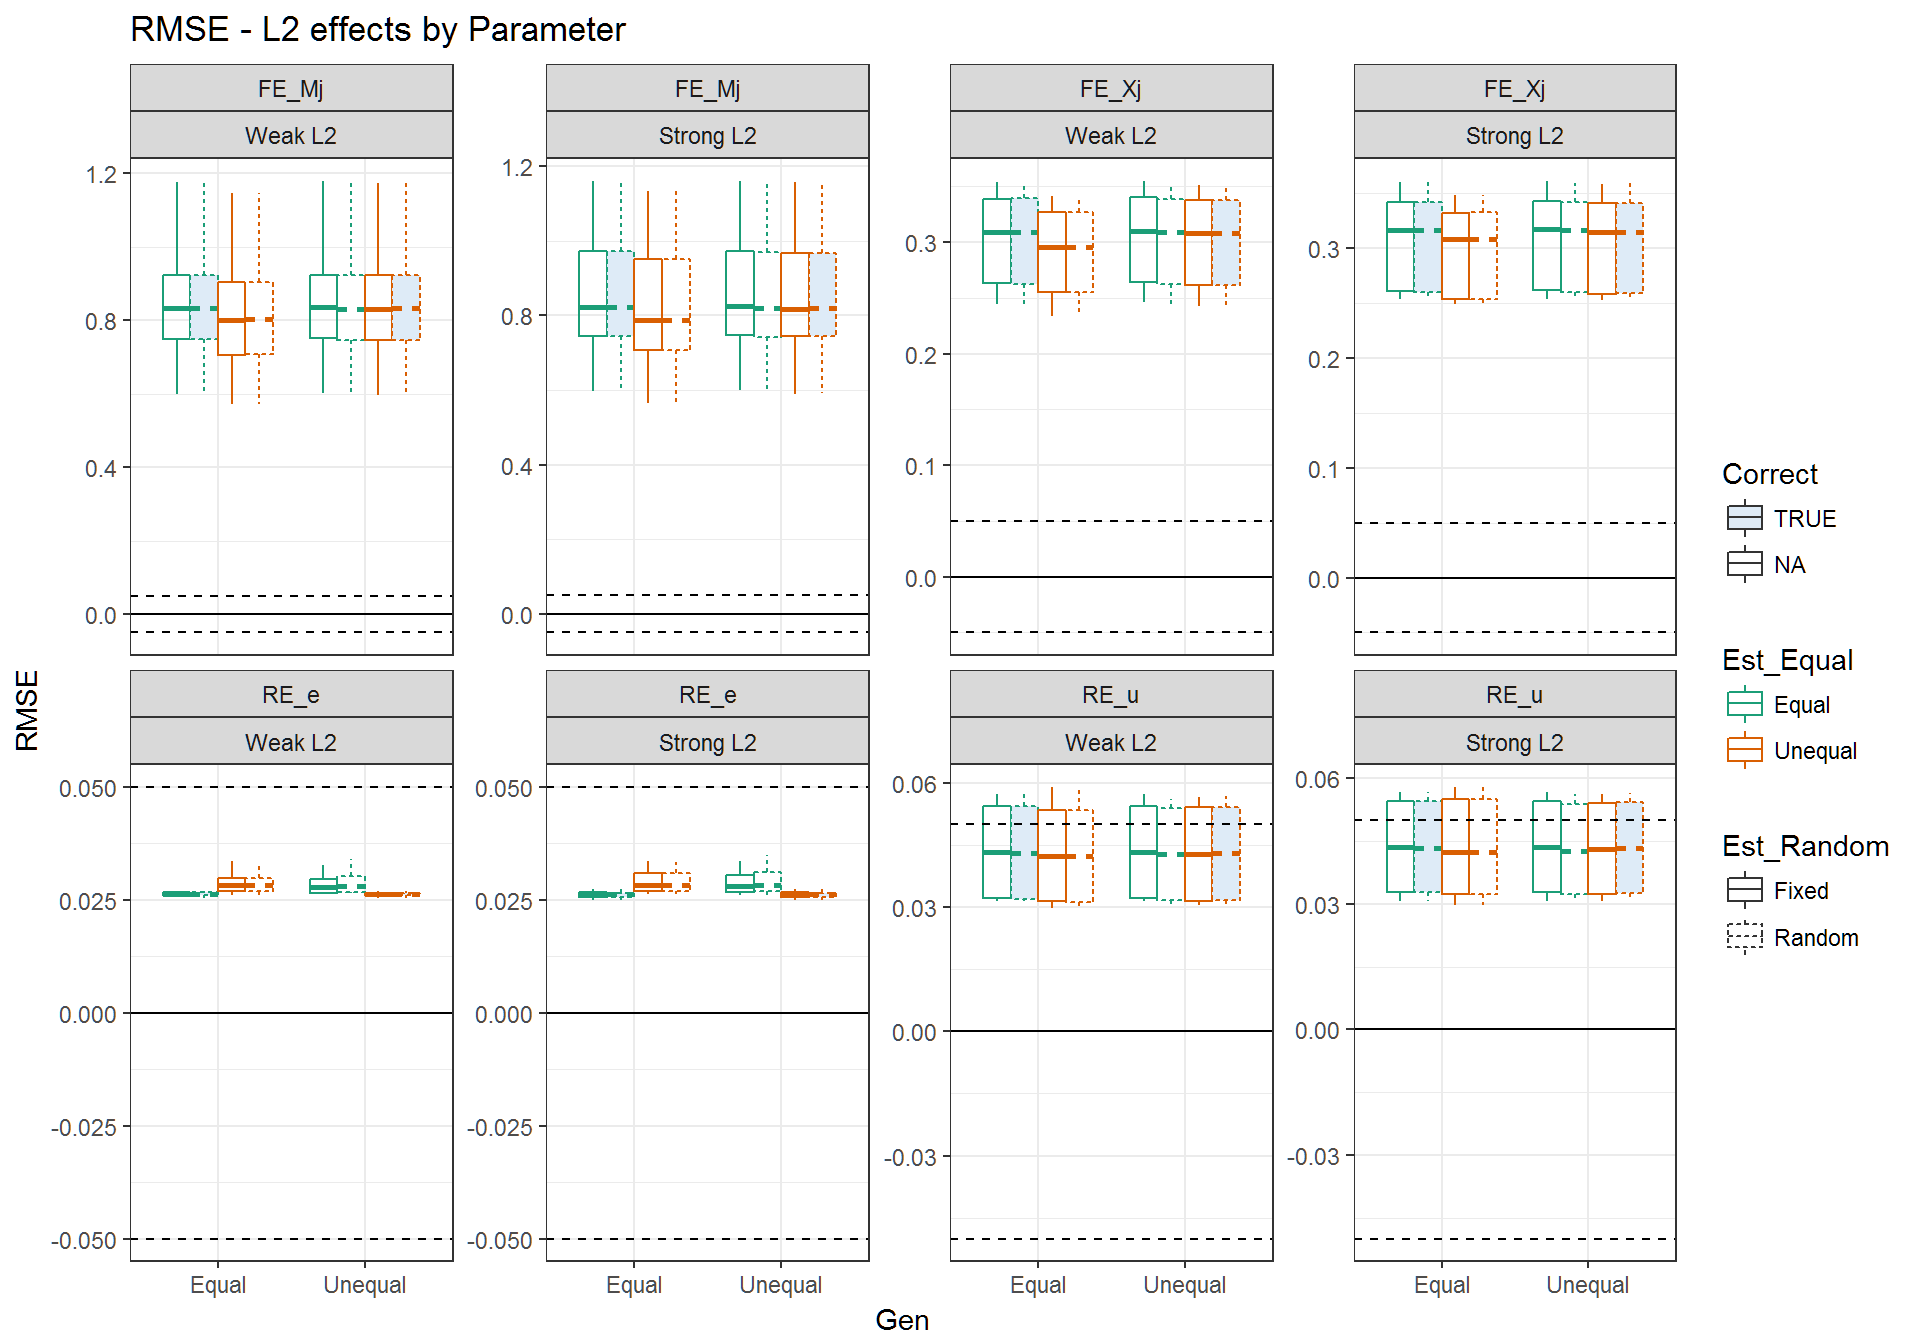 RMSE - L2 effects by Parameter
FE_Mj
FE_Mj
FE_Xj
FE_Xj
Weak L2
Strong L2
Weak L2
Strong L2
1.2
0.8
0.4
0.0
1.2
0.8
0.4
0.0
0.3
0.2
0.1
0.0
0.3
0.2
0.1
0.0
RMSE
RE_e
RE_e
RE_u
RE_u
Weak L2
Strong L2
Weak L2
Strong L2
0.050
0.025
0.000
-0.025
-0.050
0.050
0.025
0.000
-0.025
-0.050
0.06
0.03
0.00
-0.03
0.06
0.03
0.00
-0.03
Equal Unequal
Equal Unequal
Equal Unequal
Equal Unequal
Gen
Correct
TRUE
NA
Est_Equal
Equal
Unequal
Est_Random
Fixed
Random